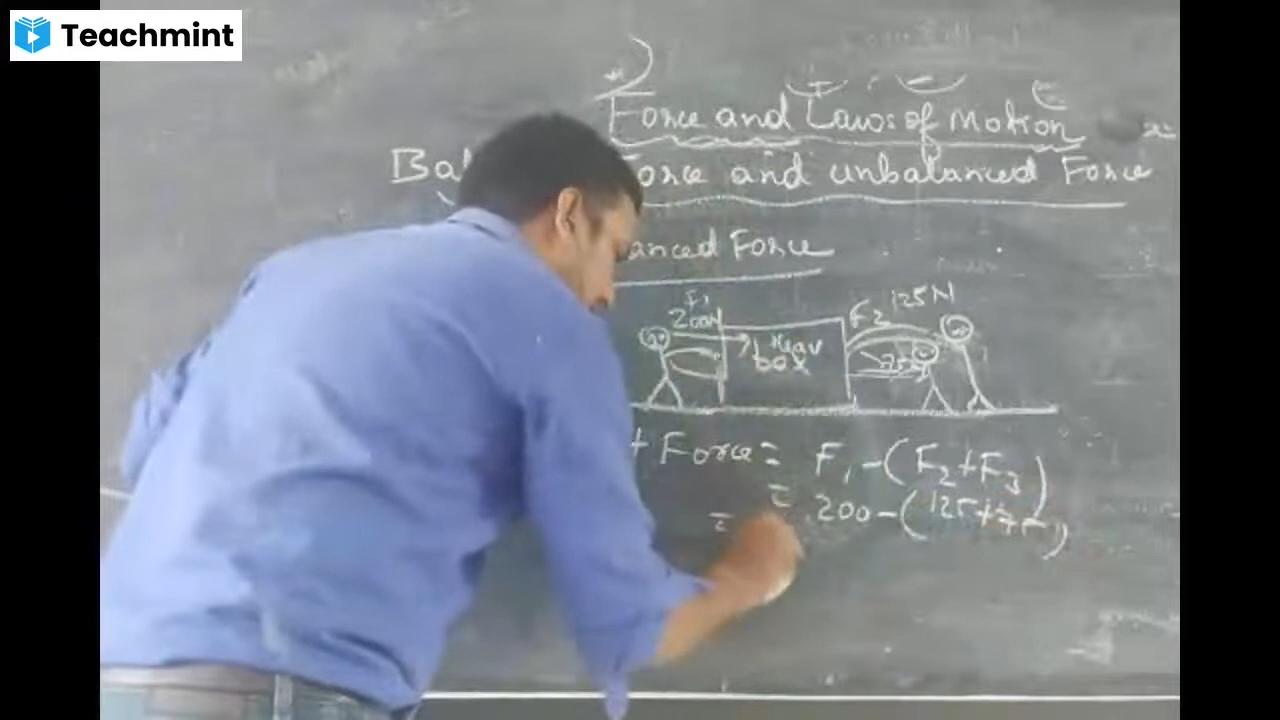 Teachmint
Force and Laws of Motion
Bal orce and unbalanced Force
anced Force
F1 200N
box
F2 125N
+ Force = F1 - (F2 + F3)
= 200 - (125 + 75)
=